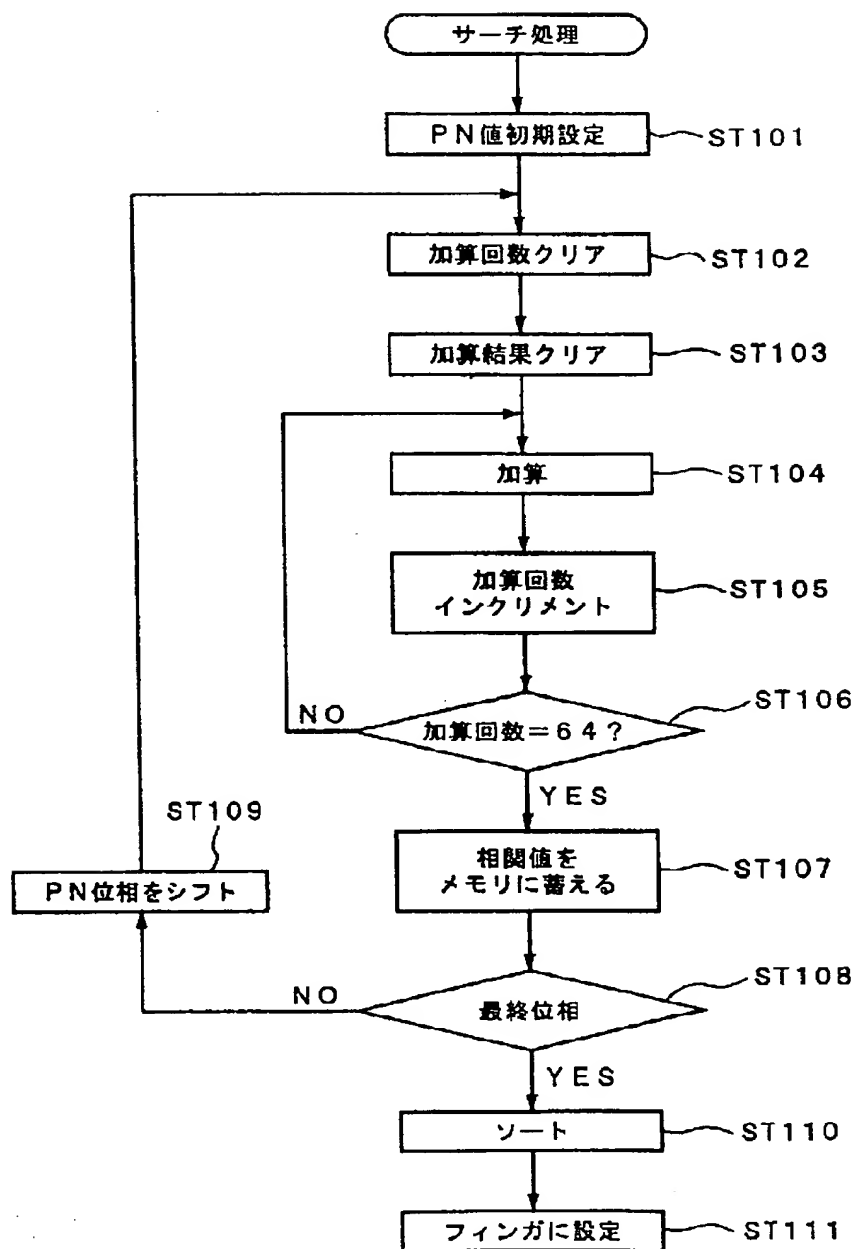 サーチ処理
PN値初期設定
ST101
加算回数クリア
ST102
加算結果クリア
ST103
加算
ST104
加算回数
インクリメント
ST105
加算回数=64?
ST106
NO
YES
相関値を
メモリに蓄える
ST107
ST109
PN位相をシフト
最終位相
ST108
NO
YES
ソート
ST110
フィンガに設定
ST111